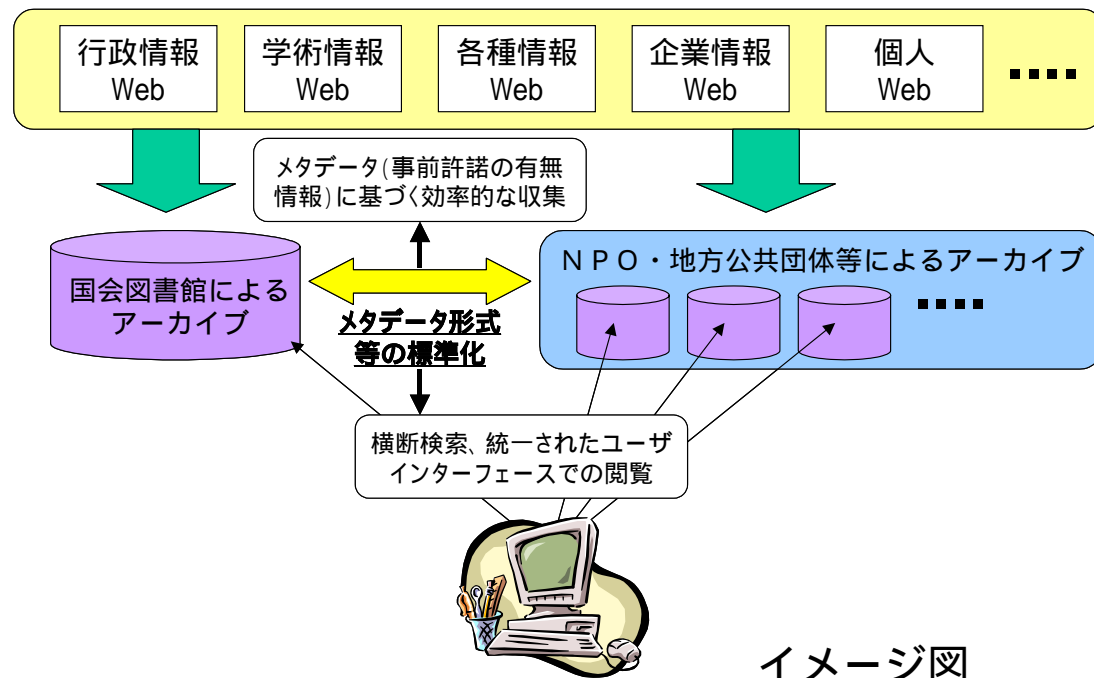 行政情報
Web
学術情報
Web
各種情報
Web
企業情報
Web
個人
Web
メタデータ(事前許諾の有無
情報)に基づく効率的な収集
国会図書館による
アーカイブ
メタデータ形式
等の標準化
NPO・地方公共団体等によるアーカイブ
横断検索、統一されたユーザ
インターフェースでの閲覧
イメージ図